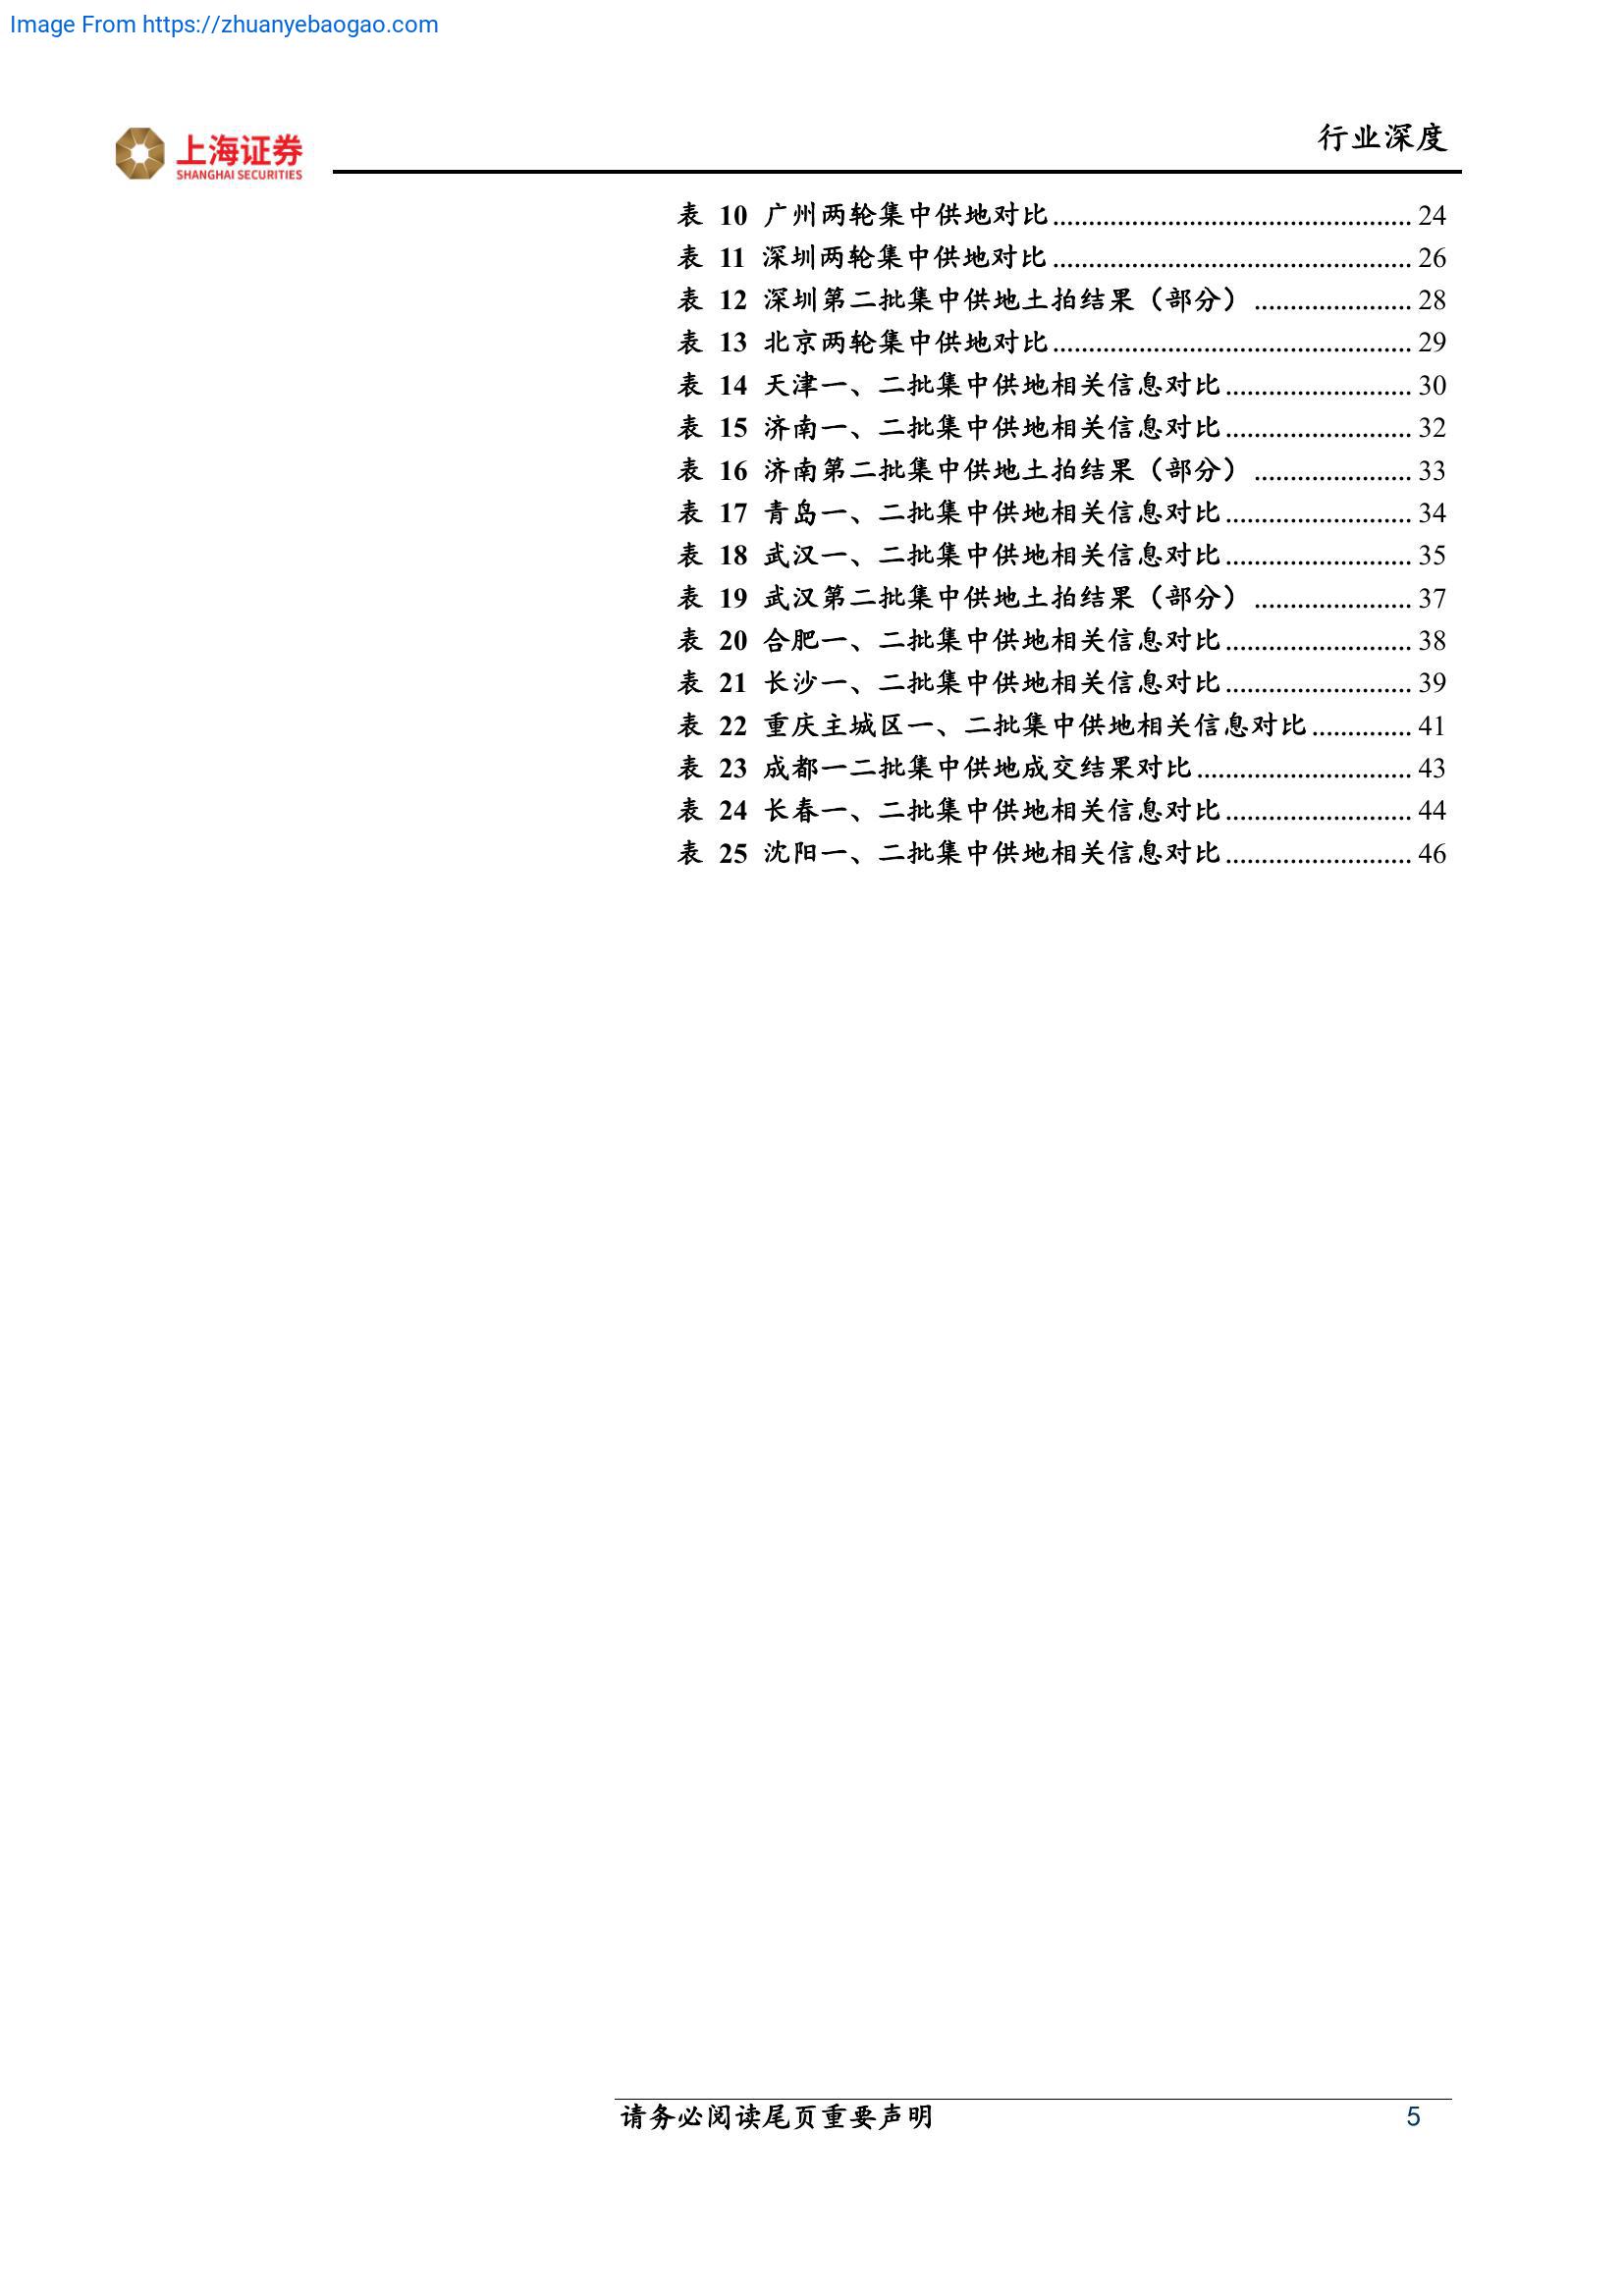 Image From https://zhuanyebaogao.com
行业深度
上海证券
SHANGHAI SECURITIES
表 10 广州两轮集中供地对比.................................................. 24
表 11 深圳两轮集中供地对比.................................................. 26
表 12 深圳第二批集中供地土拍结果（部分）...................... 28
表 13 北京两轮集中供地对比.................................................. 29
表 14 天津一、二批集中供地相关信息对比.......................... 30
表 15 济南一、二批集中供地相关信息对比.......................... 32
表 16 济南第二批集中供地土拍结果（部分）...................... 33
表 17 青岛一、二批集中供地相关信息对比.......................... 34
表 18 武汉一、二批集中供地相关信息对比.......................... 35
表 19 武汉第二批集中供地土拍结果（部分）...................... 37
表 20 合肥一、二批集中供地相关信息对比.......................... 38
表 21 长沙一、二批集中供地相关信息对比.......................... 39
表 22 重庆主城区一、二批集中供地相关信息对比.............. 41
表 23 成都一二批集中供地成交结果对比.............................. 43
表 24 长春一、二批集中供地相关信息对比.......................... 44
表 25 沈阳一、二批集中供地相关信息对比.......................... 46
请务必阅读尾页重要声明 5